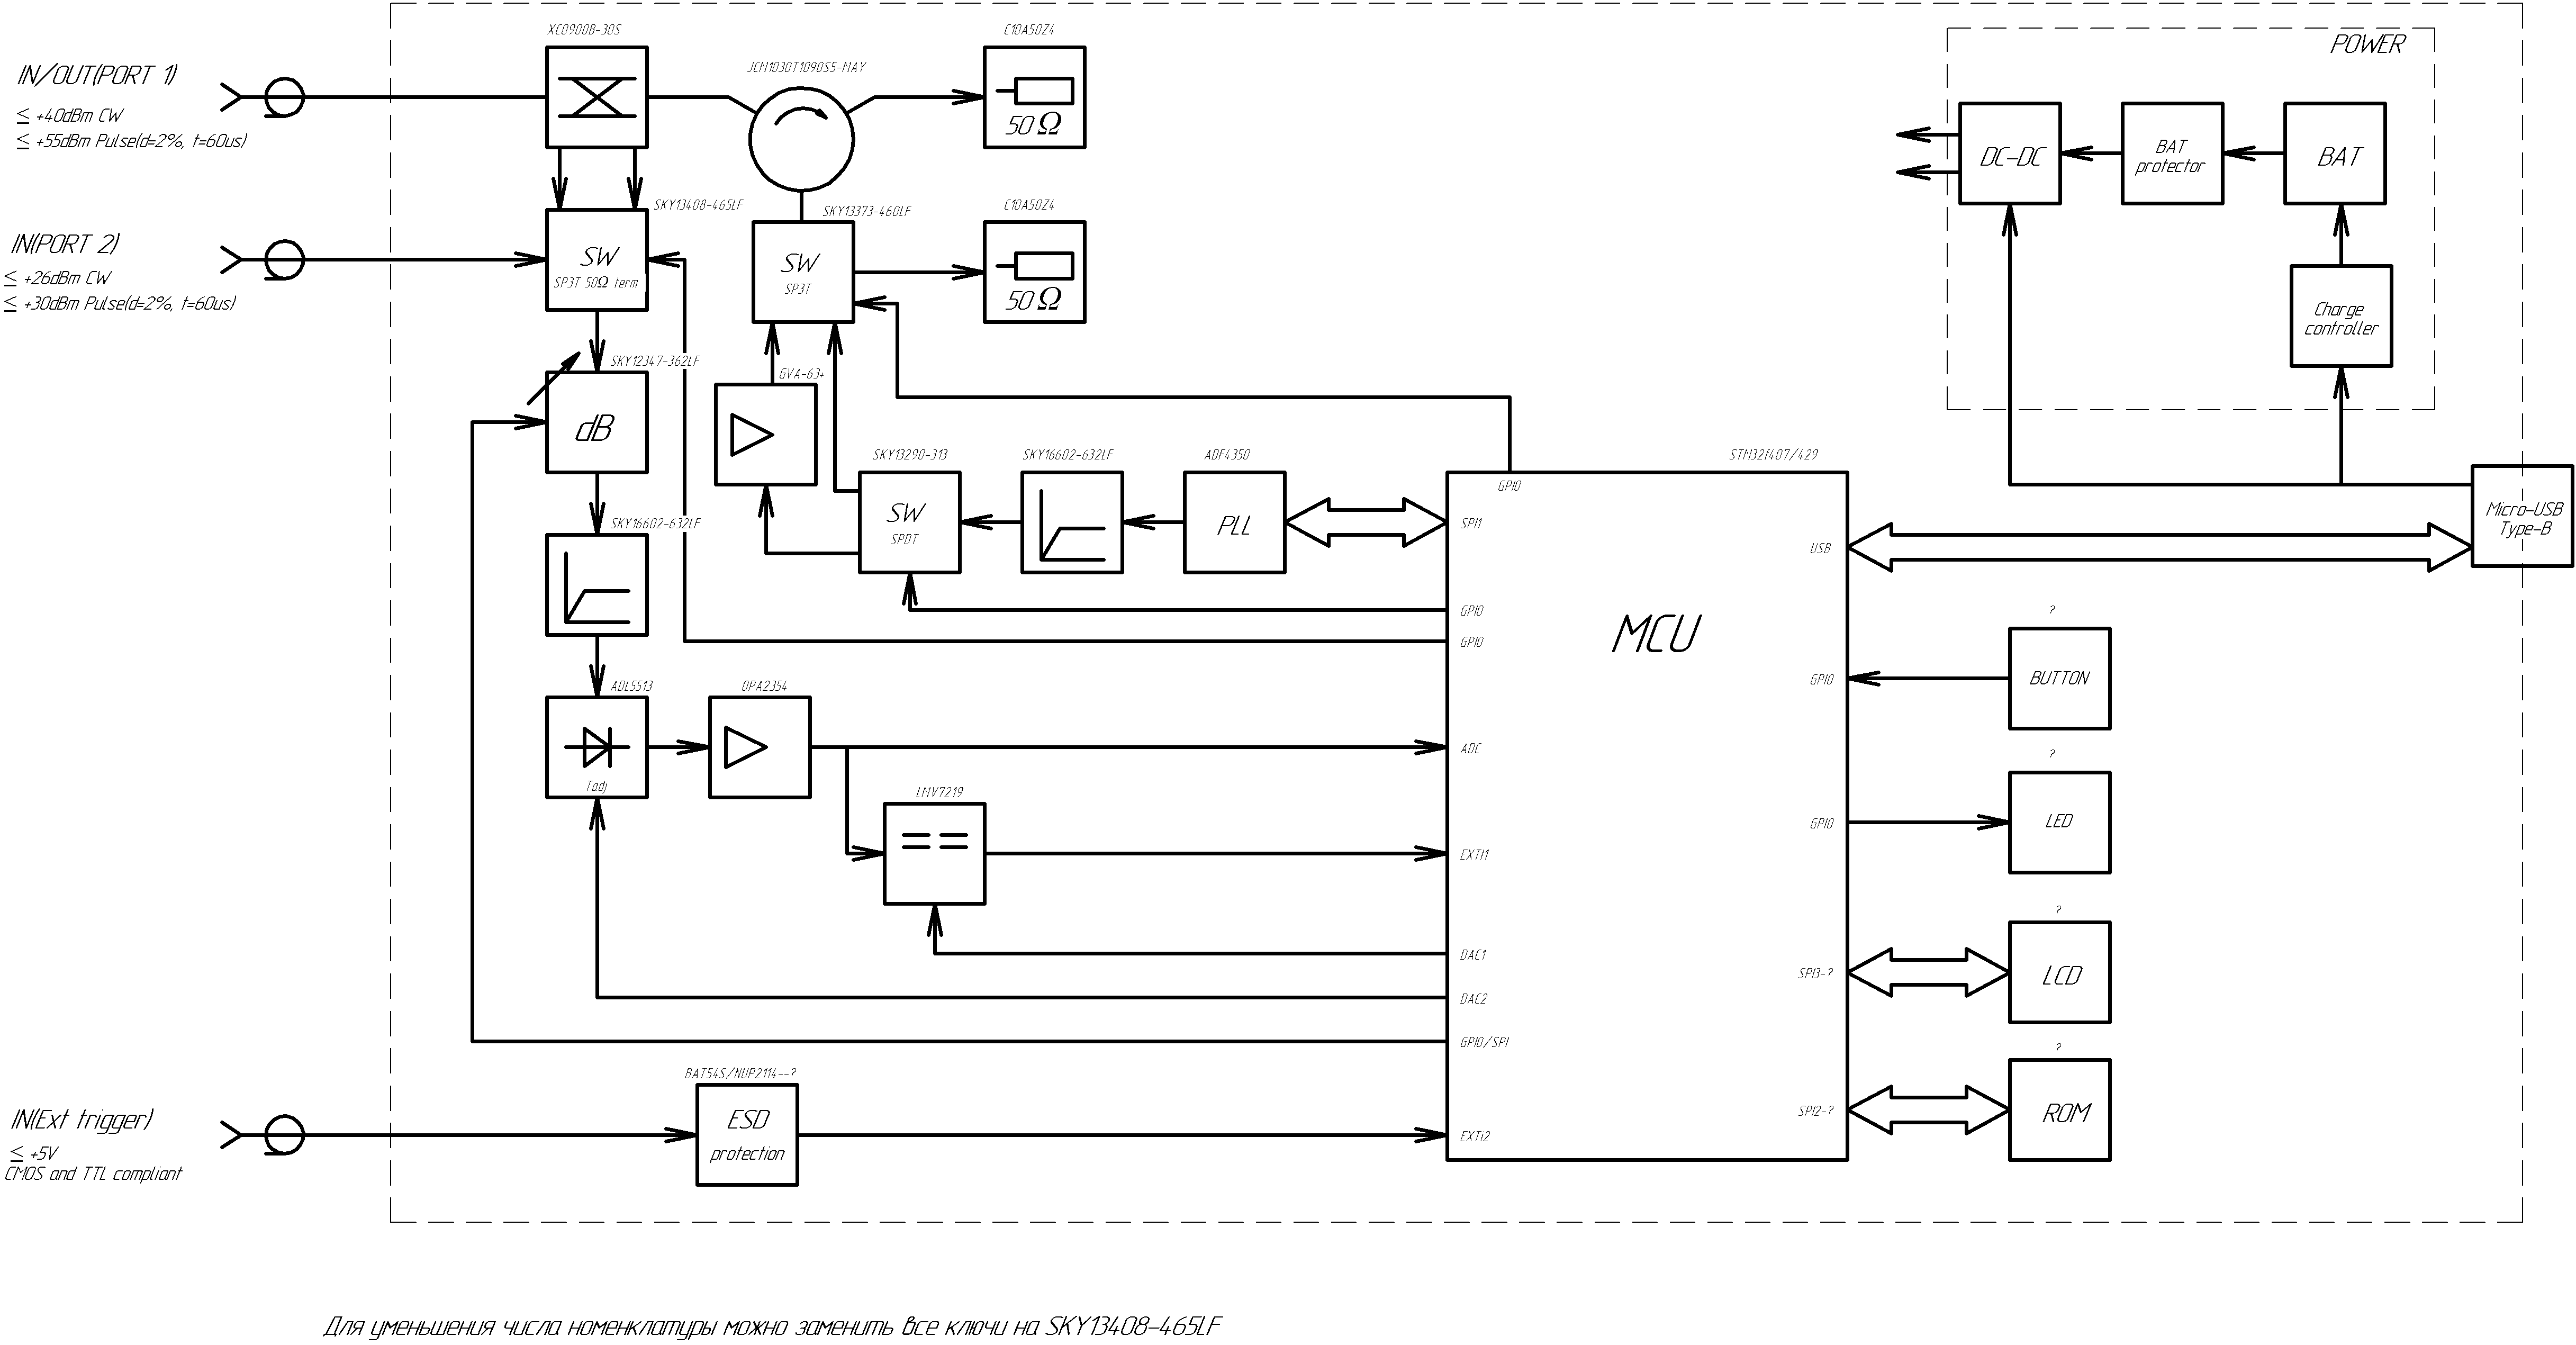 XC0900B-30S
C10A50Z4
POWER
IN/OUT(PORT 1)
≤ +40dBm CW
≤ +55dBm Pulse(d=2%, t=60us)
JCM1030T1090S5-MAY
50 Ω
DC-DC
BAT
protector
BAT
SKY13408-465LF
SKY13373-460LF
C10A50Z4
IN(PORT 2)
≤ +26dBm CW
≤ +30dBm Pulse(d=2%, t=60us)
SW
SP3T 50Ω term
SW
SP3T
50 Ω
Charge
controller
SKY12347-362LF
dB
GVA-63+
SKY13290-313
SKY16602-632LF
ADF4350
STM32f407/429
SW
SPDT
PLL
GPIO
SPI1
USB
Micro-USB
Type-B
SKY16602-632LF
GPIO
GPIO
MCU
?
GPIO
BUTTON
ADL5513
OPA2354
Tadj
ADC
?
GPIO
LED
LMV7219
EXTI1
?
DAC1
SPI3-?
LCD
DAC2
GPIO/SPI
?
BAT54S/NUP2114--?
SPI2-?
ROM
IN(Ext trigger)
≤ +5V
CMOS and TTL compliant
ESD
protection
EXTI2
Для уменьшения числа номенклатуры можно заменить все ключи на SKY13408-465LF